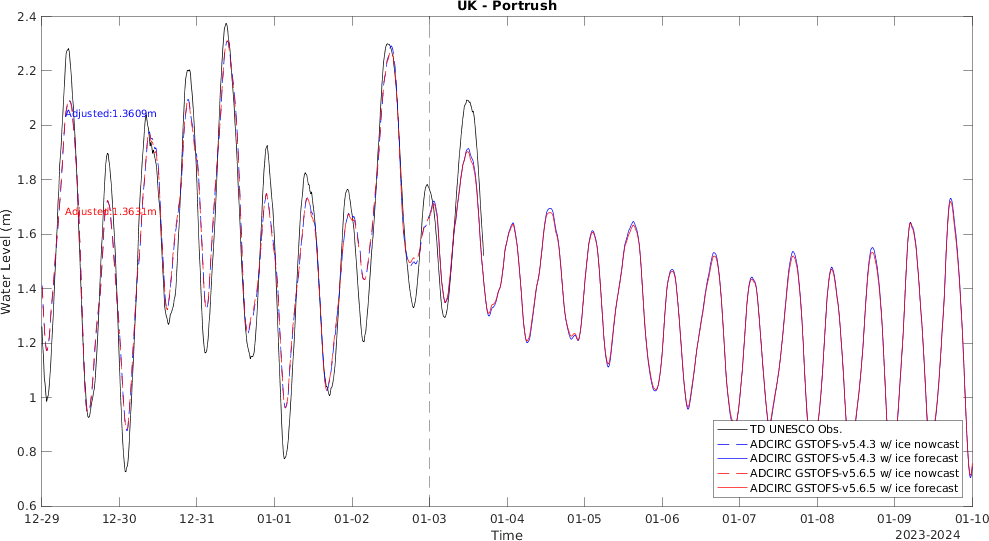 UK - Portrush
2.4
2.2
2
1.8
1.6
1.4
1.2
1
0.8
0.6
Water Level (m)
Adjusted:1.3609m
Adjusted:1.3631m
TD UNESCO Obs.
ADCIRC GSTOFS-v5.4.3 w/ ice nowcast
ADCIRC GSTOFS-v5.4.3 w/ ice forecast
ADCIRC GSTOFS-v5.6.5 w/ ice nowcast
ADCIRC GSTOFS-v5.6.5 w/ ice forecast
12-29 12-30 12-31 01-01 01-02 01-03 01-04 01-05 01-06 01-07 01-08 01-09 01-10
Time
2023-2024